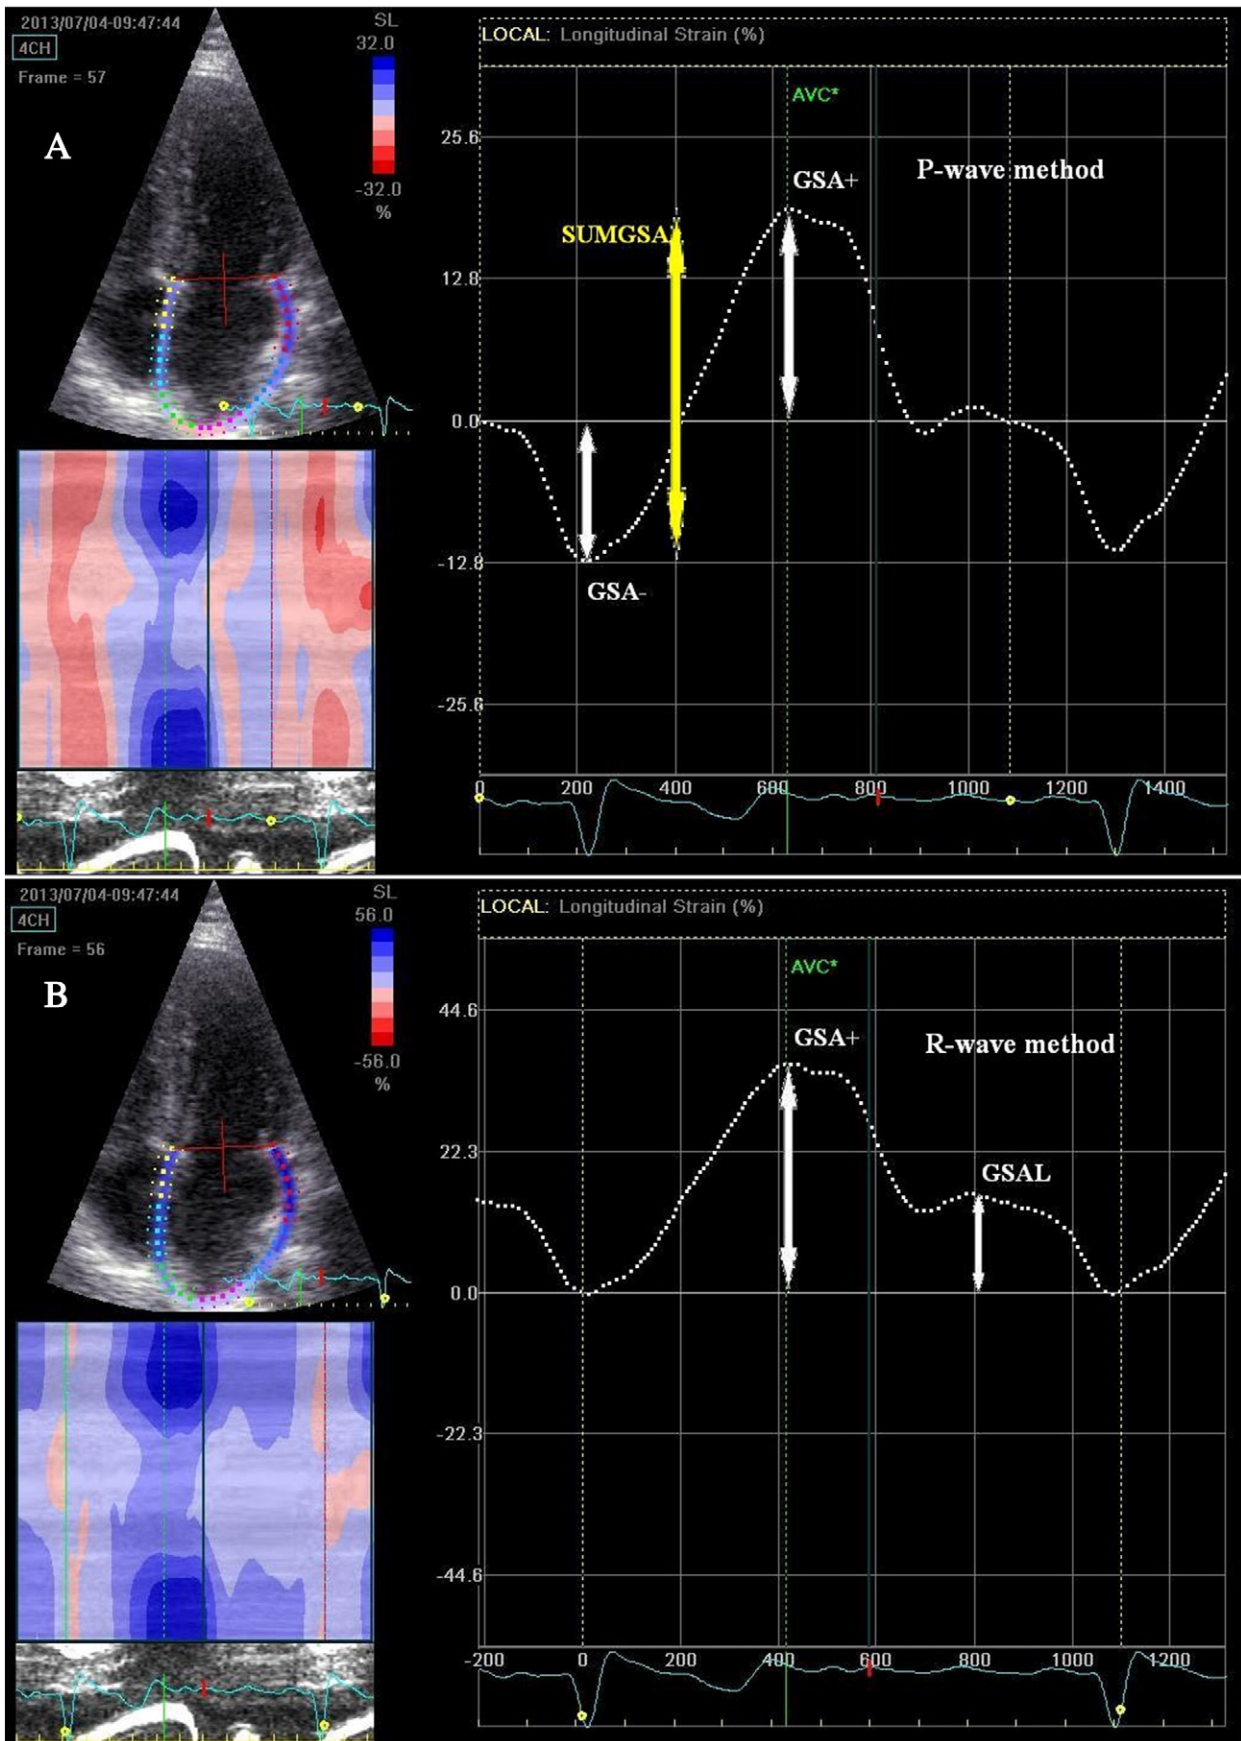 2013/07/04-09:47:44
4CH
Frame = 57
A
SL
32.0
-32.0
%
LOCAL: Longitudinal Strain (%)
AVC*
25.6
GSA+
P-wave method
SUMGSA
12.8
0.0
-12.8
GSA-
-25.6
200 400 600 800 1000 1200 1400
2013/07/04-09:47:44
4CH
Frame = 56
B
SL
56.0
-56.0
%
LOCAL: Longitudinal Strain (%)
AVC*
44.6
GSA+
R-wave method
22.3
GSAL
0.0
-22.3
-44.6
-200 0 200 400 600 800 1000 1200